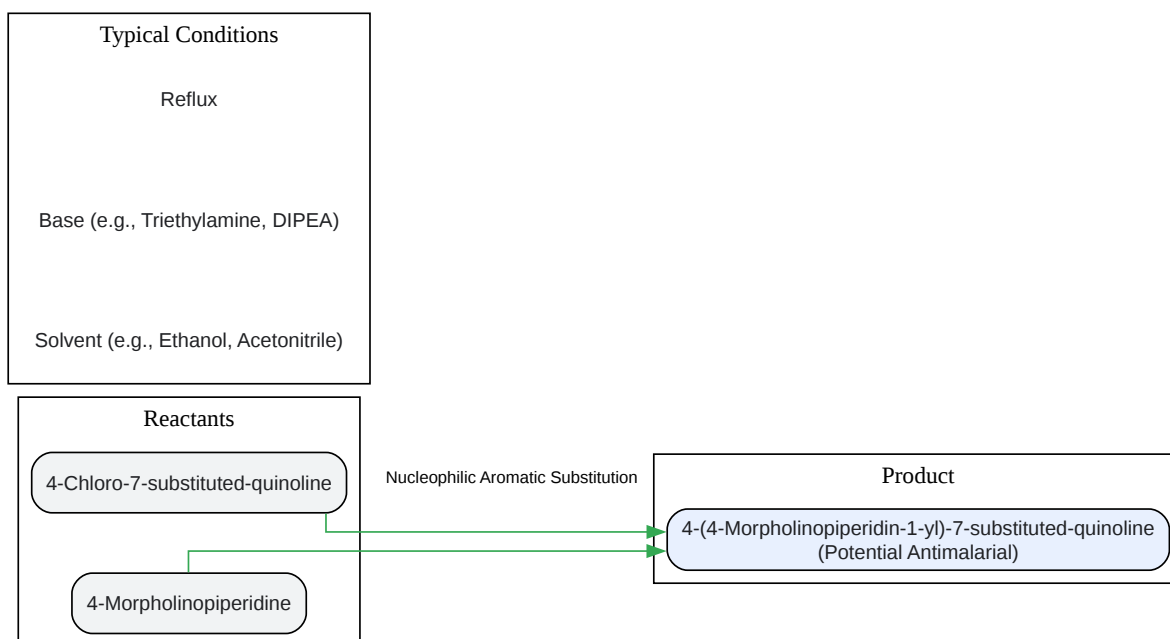 Typical Conditions
Reflux
Base (e.g., Triethylamine, DIPEA)
Solvent (e.g., Ethanol, Acetonitrile)
Reactants
4-Chloro-7-substituted-quinoline
4-Morpholinopiperidine
Nucleophilic Aromatic Substitution
Product
4-(4-Morpholinopiperidin-1-yl)-7-substituted-quinoline
(Potential Antimalarial)